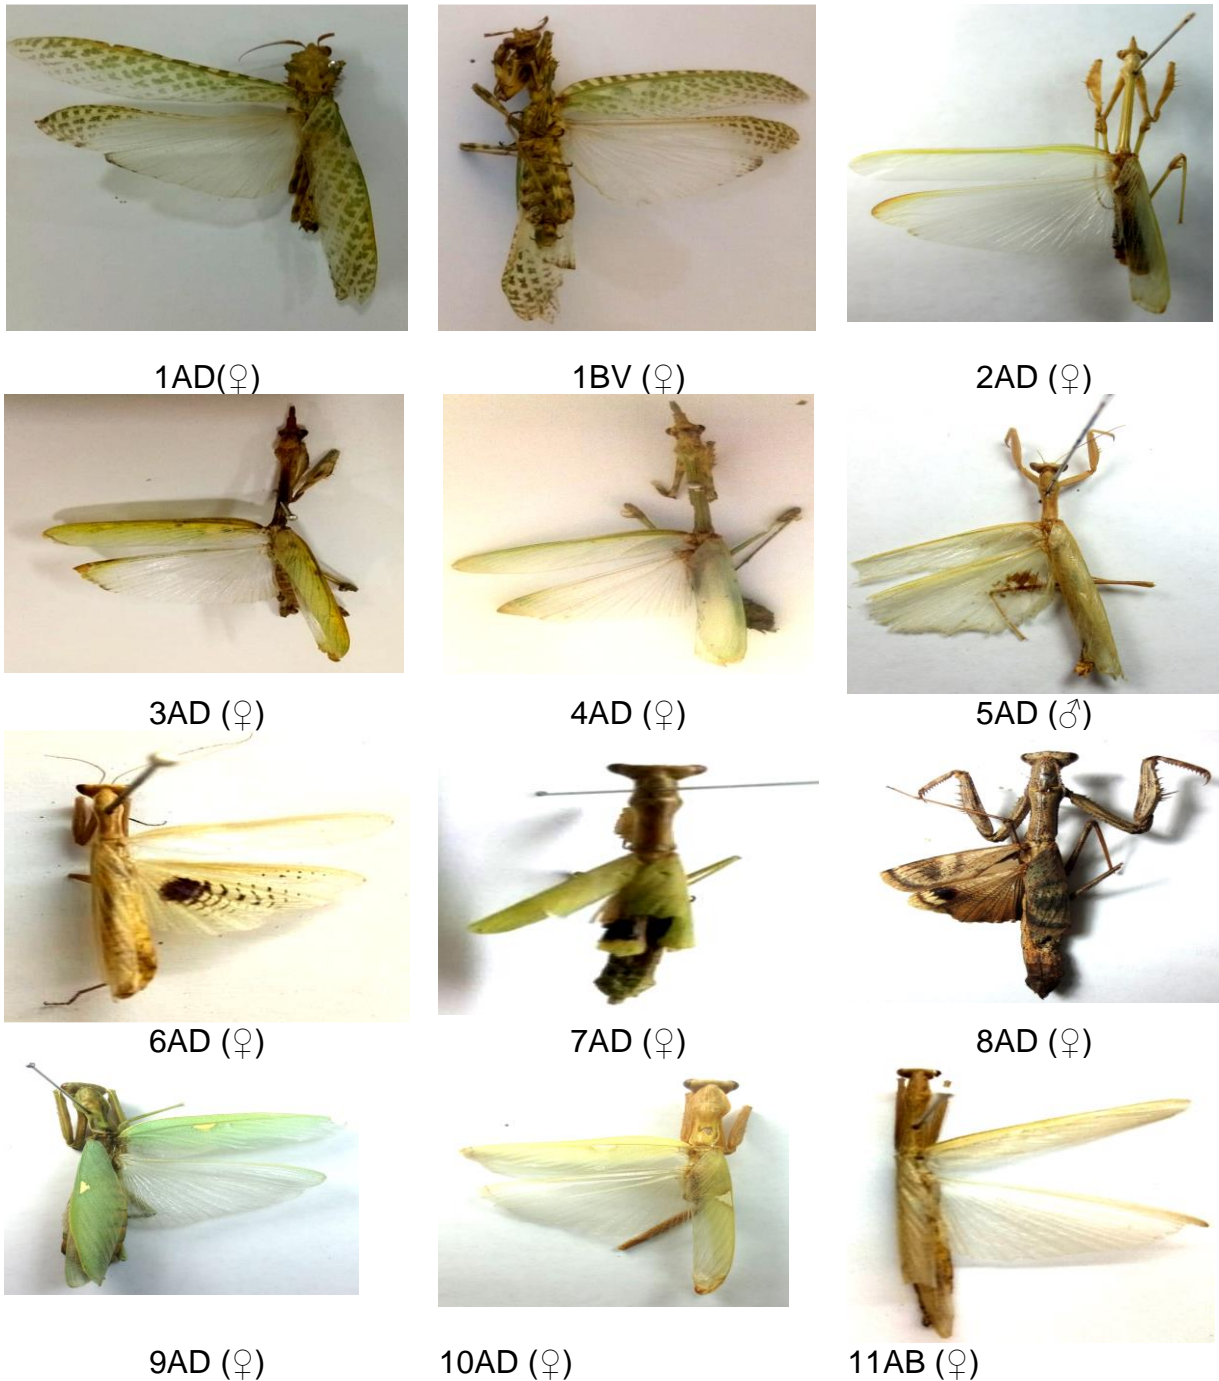 1AD(♀) 1BV (♀) 2AD (♀)
3AD (♀) 4AD (♀) 5AD (♂)
6AD (♀) 7AD (♀) 8AD (♀)
9AD (♀) 10AD (♀) 11AB (♀)